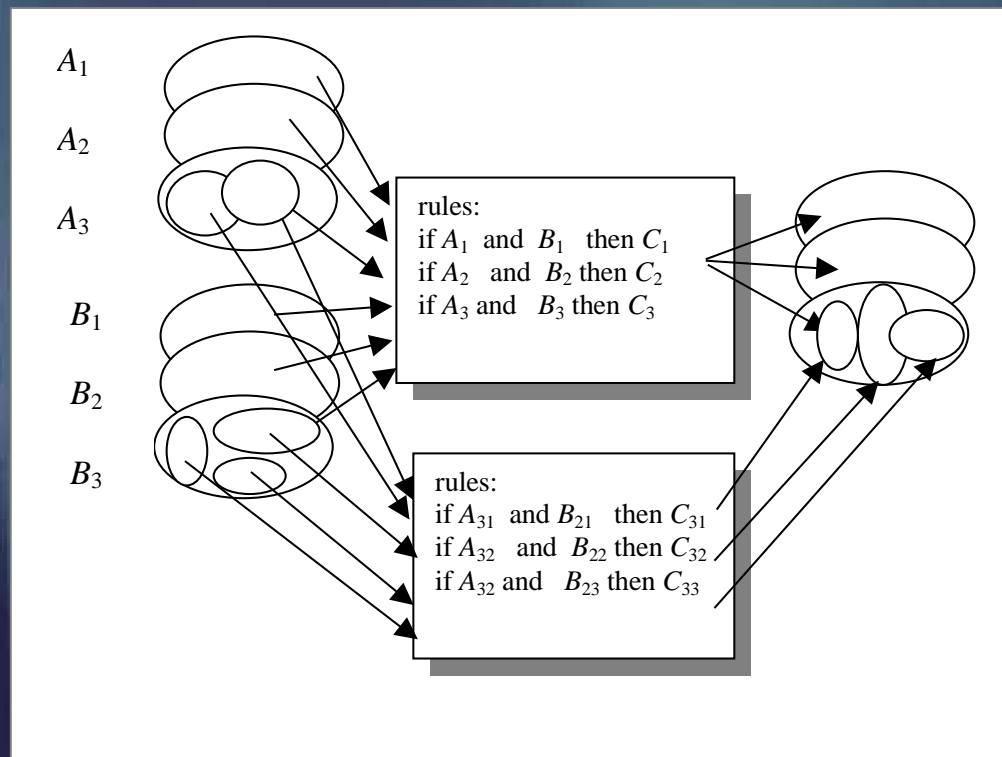 A₁
A₂
A₃
B₁
B₂
B₃
rules:
if A₁ and B₁ then C₁
if A₂ and B₂ then C₂
if A₃ and B₃ then C₃
rules:
if A₃₁ and B₂₁ then C₃₁
if A₃₂ and B₂₂ then C₃₂
if A₃₂ and B₂₃ then C₃₃